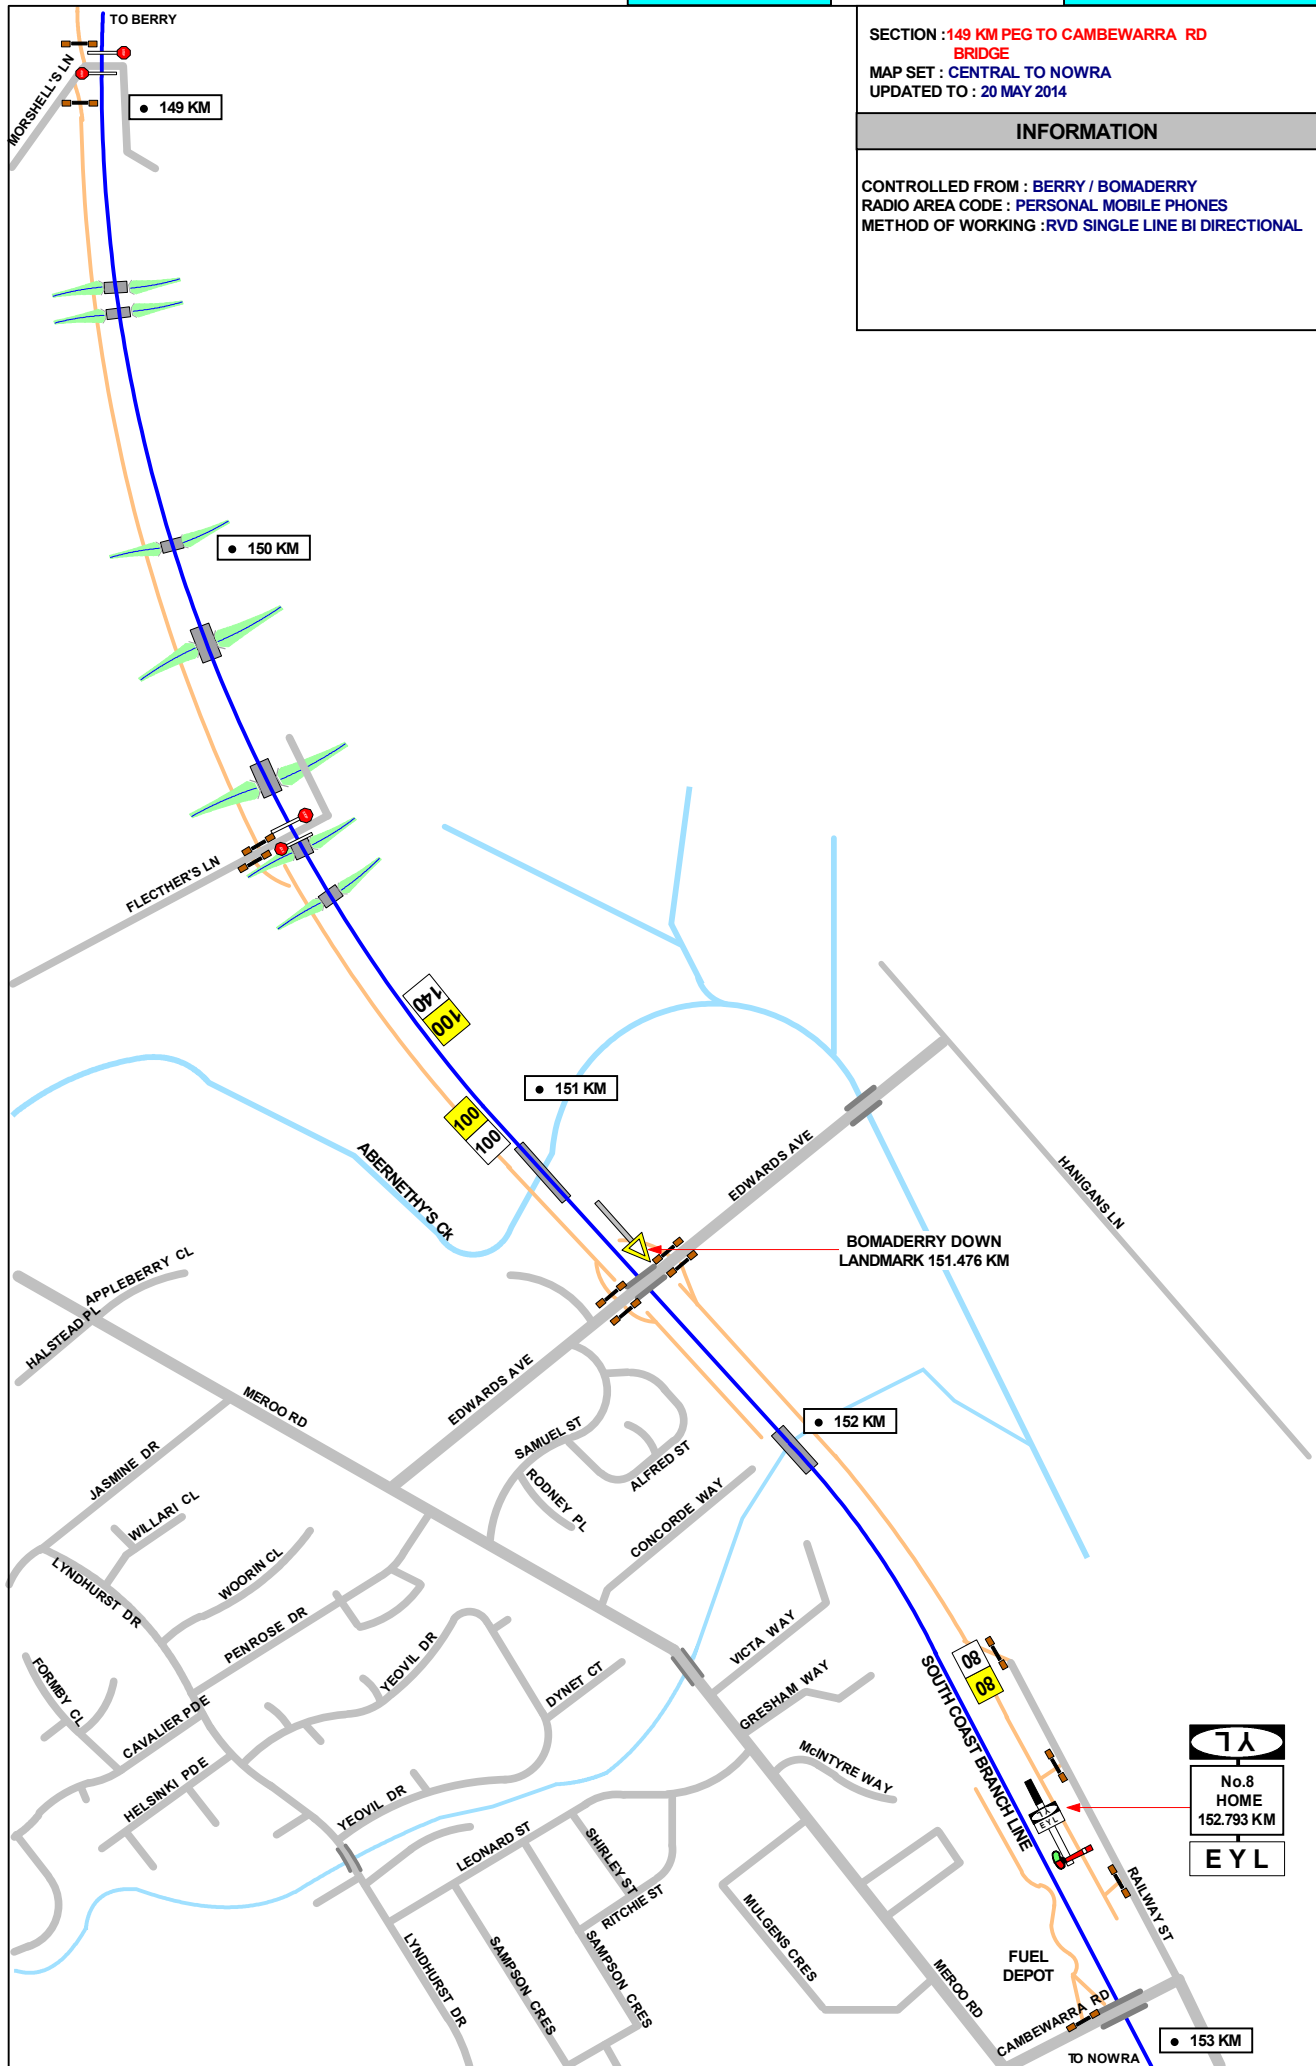 TO BERRY
SECTION :149 KM PEG TO CAMBEWARRA RD
BRIDGE
MAP SET : CENTRAL TO NOWRA
UPDATED TO : 20 MAY 2014
INFORMATION
CONTROLLED FROM : BERRY / BOMADERRY
RADIO AREA CODE : PERSONAL MOBILE PHONES
METHOD OF WORKING :RVD SINGLE LINE BI DIRECTIONAL
MORSHELL'S LN
149 KM
150 KM
FLECTHER'S LN
140
100
151 KM
100
100
ABERNETHY'S Ck
EDWARDS AVE
HANIGANS LN
BOMADERRY DOWN
LANDMARK 151.476 KM
APPLEBERRY CL
HALSTEAD PL
MEROO RD
EDWARDS AVE
152 KM
JASMINE DR
SAMUEL ST
ALFRED ST
RODNEY PL
CONCORDE WAY
WILLARI CL
WOORIN CL
LYNDHURST DR
PENROSE DR
VICTA WAY
YEOVIL DR
FORMBY CL
DYNET CT
GRESHAM WAY
80
80
SOUTH COAST BRANCH LINE
CAVALIER PDE
HELSINKI PDE
McINTYRE WAY
YL
No.8
HOME
152.793 KM
E Y L
YL
EYL
YEOVIL DR
LEONARD ST
SHIRLEY ST
RITCHIE ST
RAILWAY ST
MULGENS CRES
LYNDHURST DR
SAMPSON CRES
SAMPSON CRES
MEROO RD
FUEL
DEPOT
CAMBEWARRA RD
153 KM
TO NOWRA